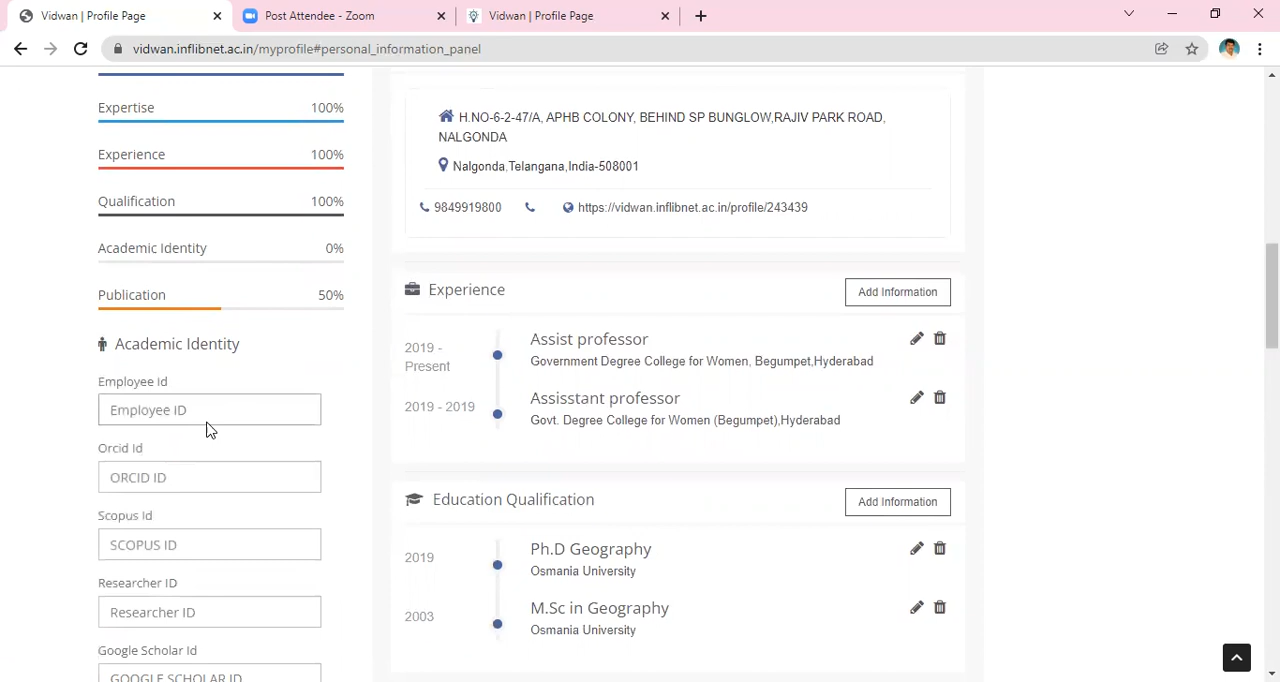 Vidwan | Profile Page
Post Attendee - Zoom
Vidwan | Profile Page
vidwan.inflibnet.ac.in/myprofile#personal_information_panel
Expertise 100%
Experience 100%
Qualification 100%
Academic Identity 0%
Publication 50%
Academic Identity
Employee Id
Employee ID
Orcid Id
ORCID ID
Scopus Id
SCOPUS ID
Researcher ID
Researcher ID
Google Scholar Id
GOOGLE SCHOLAR ID
H.NO-6-2-47/A, APHB COLONY, BEHIND SP BUNGLOW,RAJIV PARK ROAD,
NALGONDA
Nalgonda,Telangana,India-508001
9849919800 https://vidwan.inflibnet.ac.in/profile/243439
Experience Add Information
2019 - Present
Assist professor
Government Degree College for Women, Begumpet,Hyderabad
2019 - 2019
Assisstant professor
Govt. Degree College for Women (Begumpet),Hyderabad
Education Qualification Add Information
2019
Ph.D Geography
Osmania University
2003
M.Sc in Geography
Osmania University